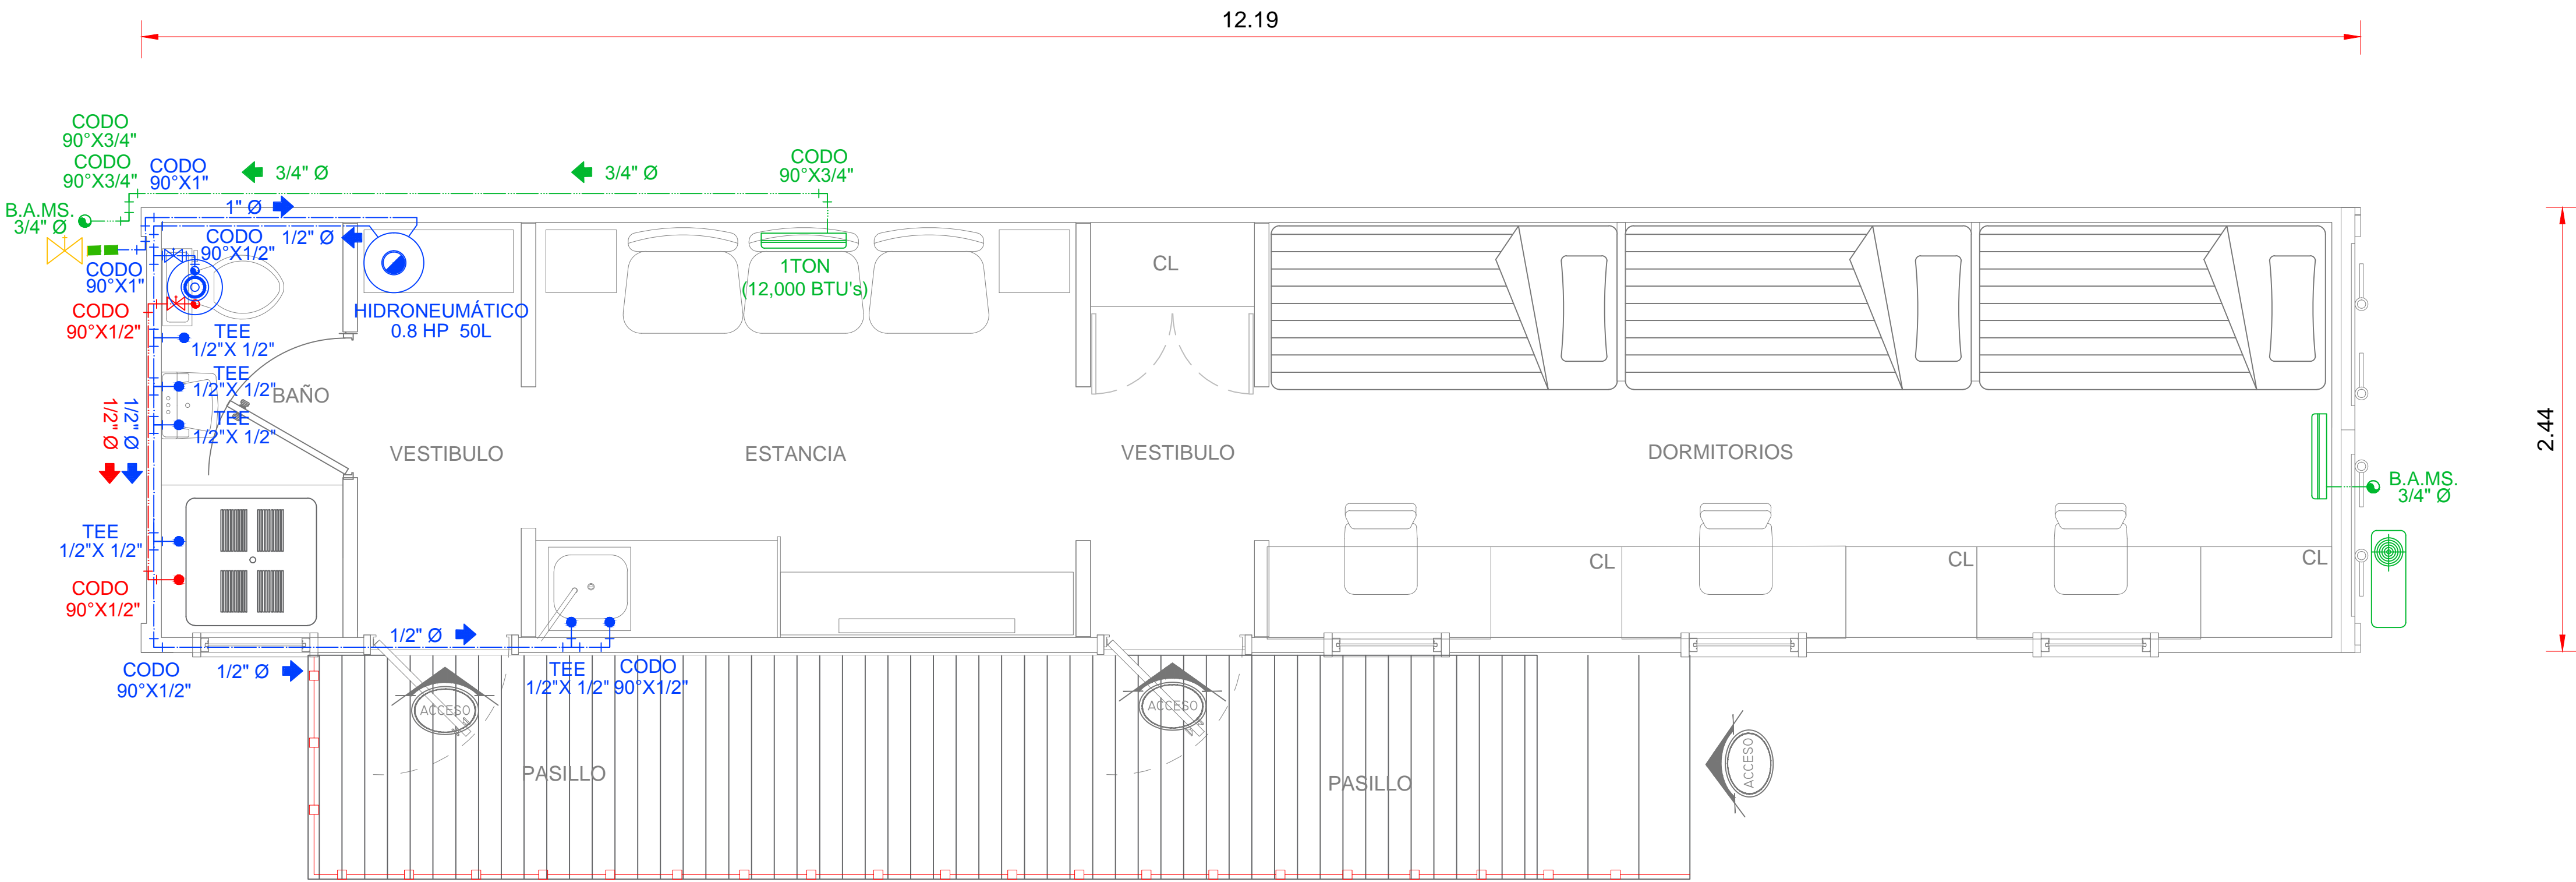 12.19
CODO
90°X3/4"
CODO
90°X3/4"
CODO
90°X1"
3/4" Ø
3/4" Ø
CODO
90°X3/4"
B.A.MS.
3/4" Ø
1" Ø
CODO
90°X1/2"
1/2" Ø
CODO
90°X1"
CL
1TON
(12,000 BTU's)
CODO
90°X1/2"
HIDRONEUMÁTICO
0.8 HP 50L
TEE
1/2"X 1/2"
TEE
1/2"X 1/2"
BAÑO
TEE
1/2"X 1/2"
1/2" Ø
1/2" Ø
2.44
VESTIBULO
ESTANCIA
VESTIBULO
DORMITORIOS
B.A.MS.
3/4" Ø
TEE
1/2"X 1/2"
CL
CL
CL
CODO
90°X1/2"
1/2" Ø
CODO
90°X1/2"
1/2" Ø
TEE
1/2"X 1/2"
CODO
90°X1/2"
ACCESO
ACCESO
ACCESO
PASILLO
PASILLO